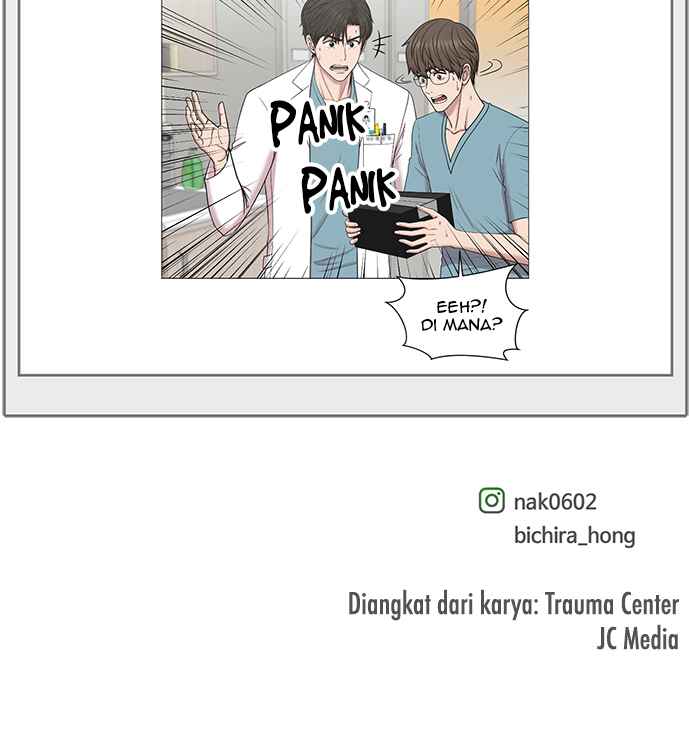 PANIK
PANIK
EEH?!
DI MANA?
nak0602
bichira_hong
Diangkat dari karya: Trauma Center
JC Media